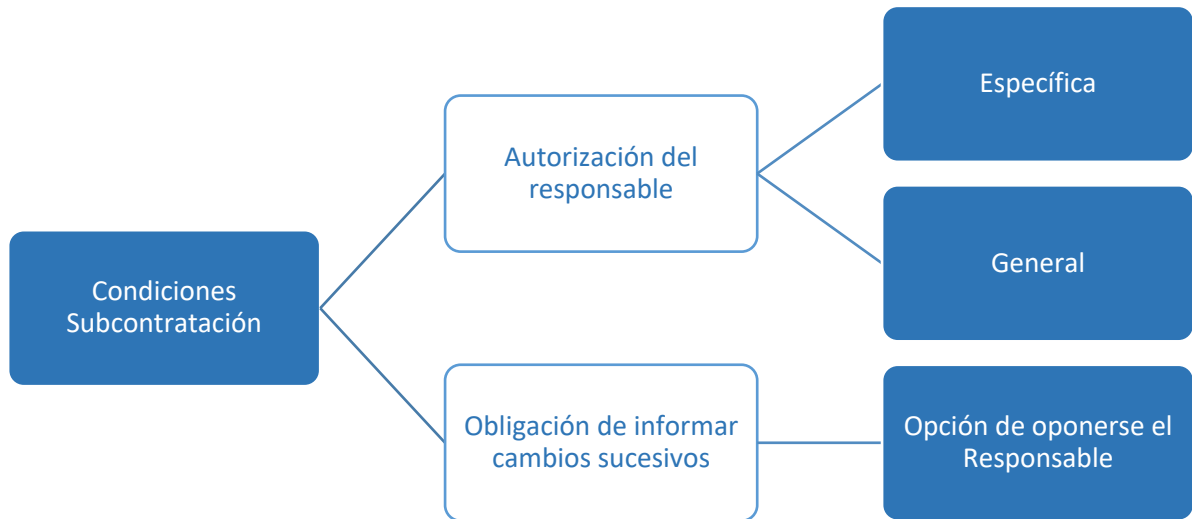 Condiciones
Subcontratación
Autorización del
responsable
Específica
General
Obligación de informar
cambios sucesivos
Opción de oponerse el
Responsable